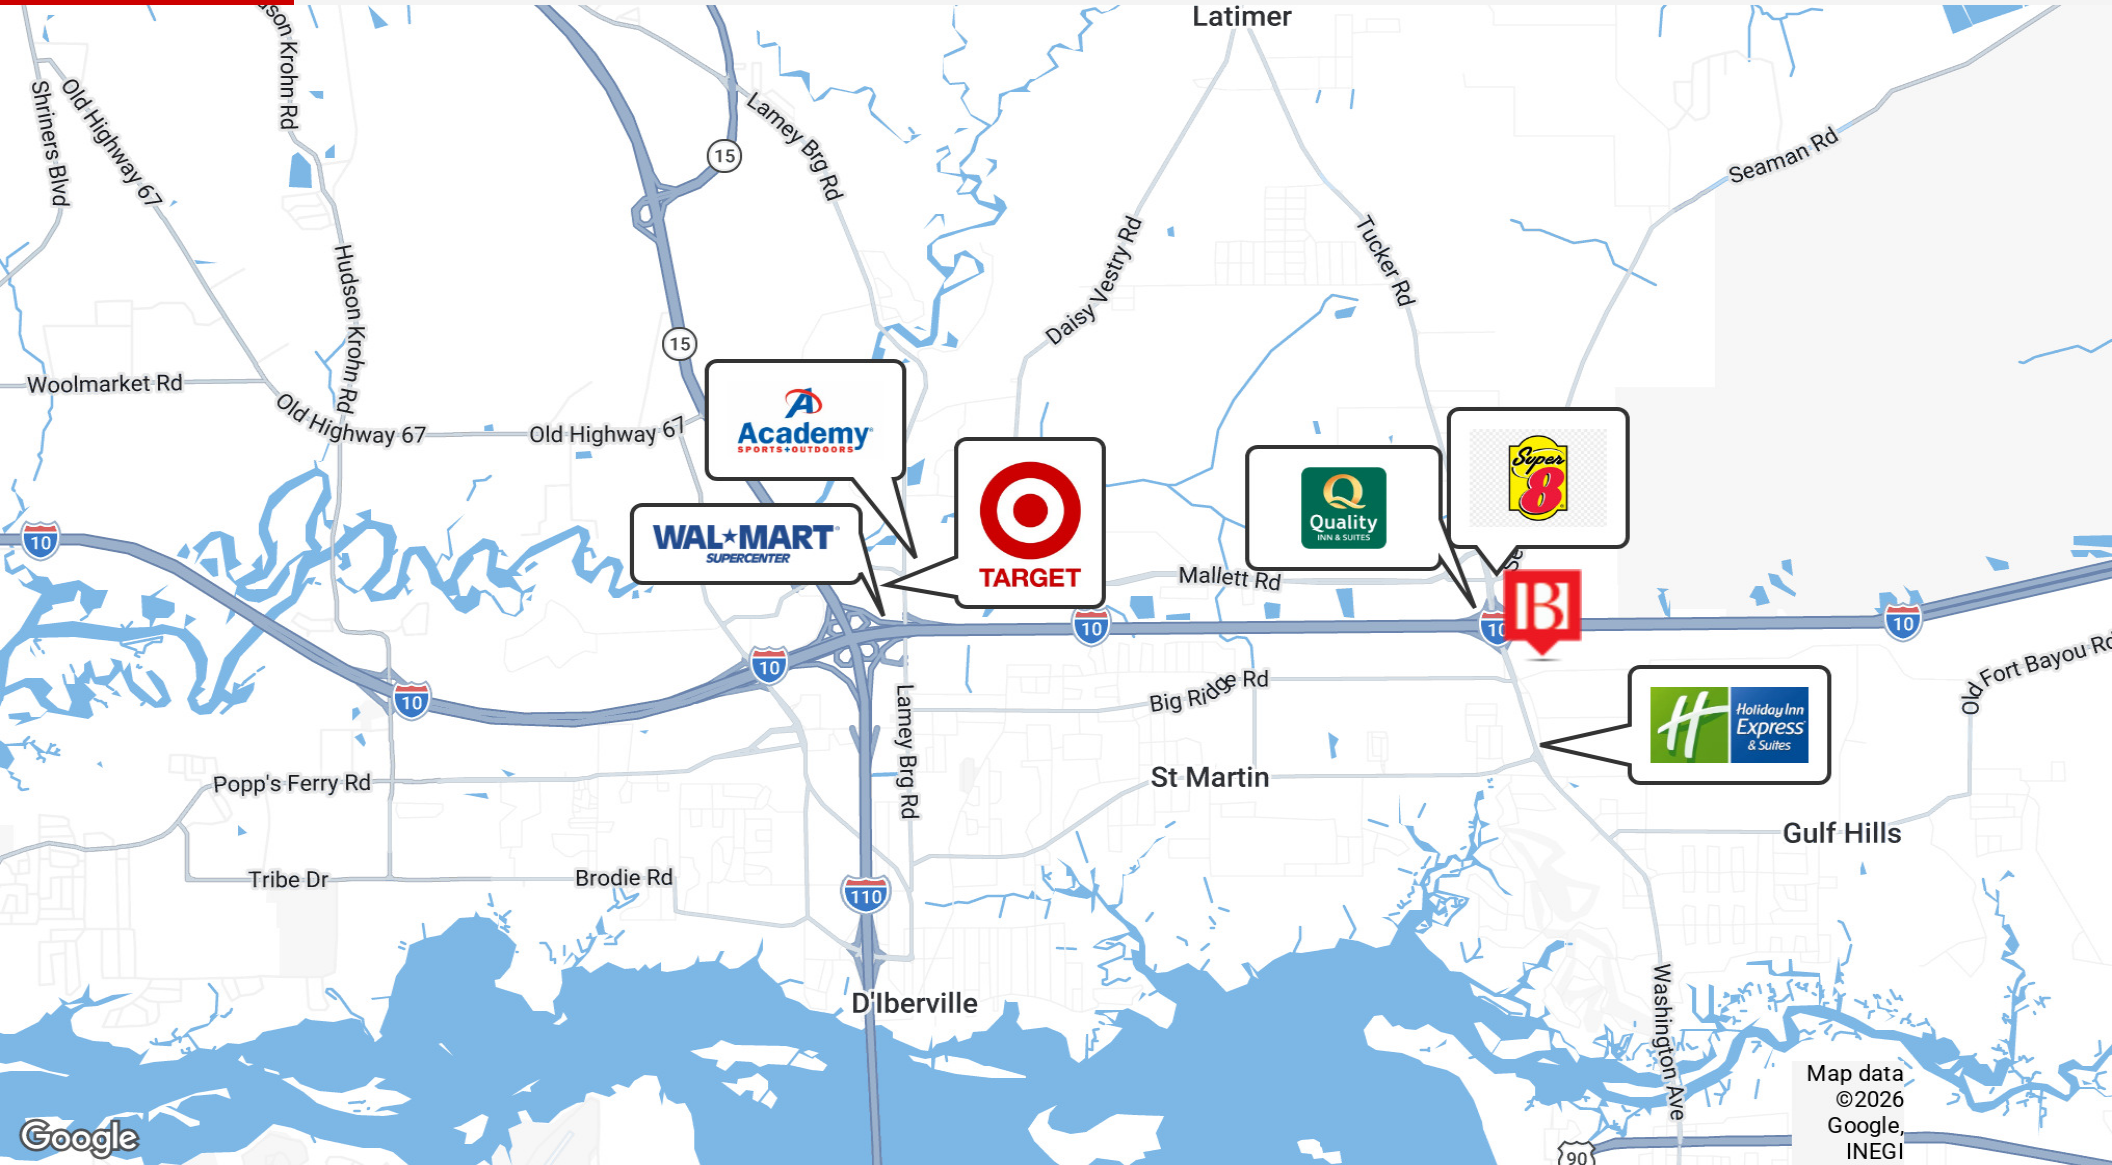 Latimer
son Krohn Rd
Shriners Blvd
Old Highway 67
15
Lamey Brg Rd
Seaman Rd
Hudson Krohn Rd
Daisy Vestry Rd
Tucker Rd
15
Woolmarket Rd
Old Highway 67
Old Highway 67
A
Academy
SPORTS+OUTDOORS
TARGET
WAL★MART
SUPERCENTER
Q
Quality
INN & SUITES
Super
8
Se
10
Mallett Rd
B
10
10
10
10
10
Old Fort Bayou Rd
Big Ridge Rd
Lamey Brg Rd
H
Holiday Inn
Express
& Suites
St Martin
Popp's Ferry Rd
Gulf Hills
Tribe Dr
Brodie Rd
110
D'Iberville
Washington Ave
90
Google
Map data
©2026
Google,
INEGI